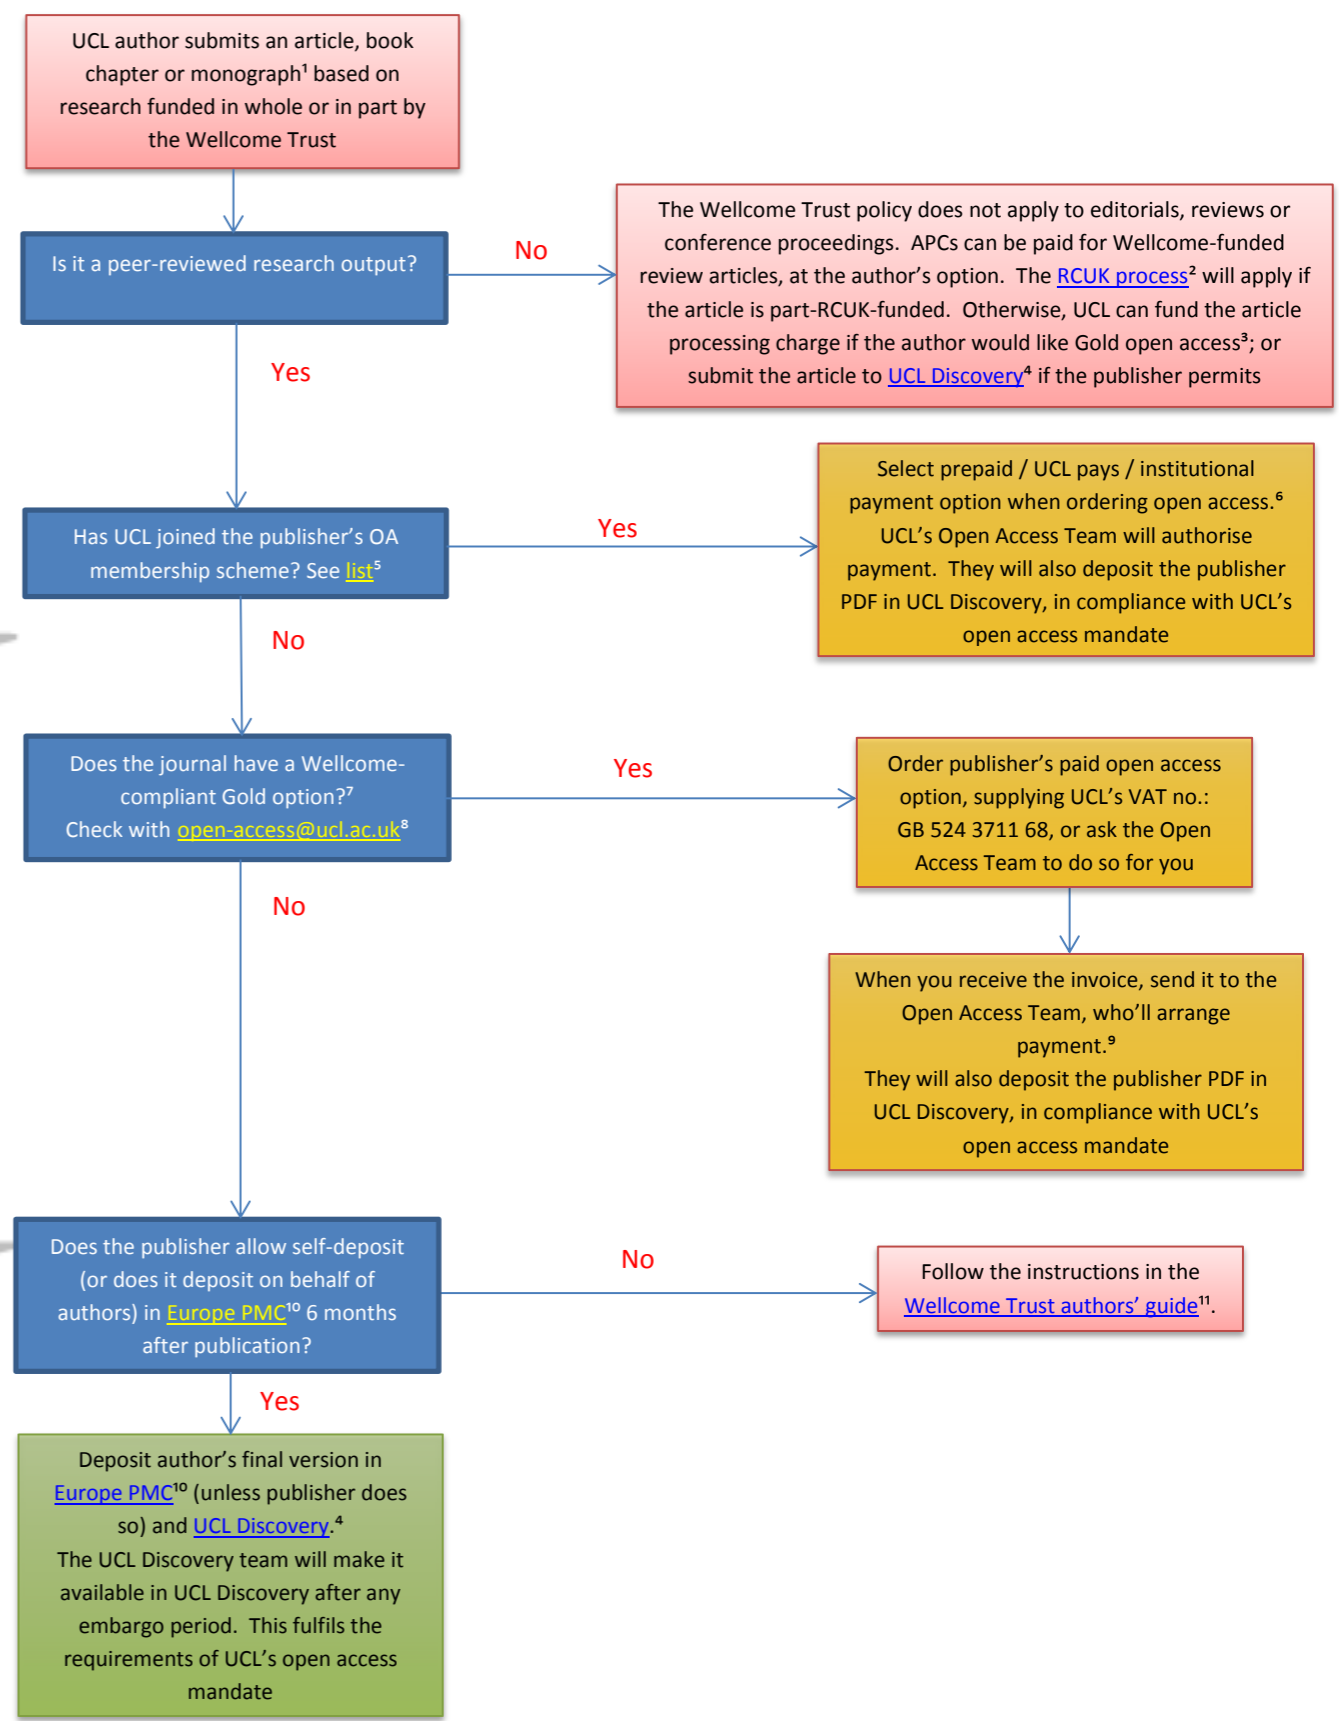 UCL author submits an article, book
chapter or monograph¹ based on
research funded in whole or in part by
the Wellcome Trust
Is it a peer-reviewed research output?
No
The Wellcome Trust policy does not apply to editorials, reviews or
conference proceedings. APCs can be paid for Wellcome-funded
review articles, at the author's option. The RCUK process² will apply if
the article is part-RCUK-funded. Otherwise, UCL can fund the article
processing charge if the author would like Gold open access³; or
submit the article to UCL Discovery⁴ if the publisher permits
Yes
Has UCL joined the publisher's OA
membership scheme? See list⁵
Yes
Select prepaid / UCL pays / institutional
payment option when ordering open access.⁶
UCL's Open Access Team will authorise
payment. They will also deposit the publisher
PDF in UCL Discovery, in compliance with UCL's
open access mandate
No
Does the journal have a Wellcome-
compliant Gold option?⁷
Check with open-access@ucl.ac.uk⁸
Yes
Order publisher's paid open access
option, supplying UCL's VAT no.:
GB 524 3711 68, or ask the Open
Access Team to do so for you
No
When you receive the invoice, send it to the
Open Access Team, who'll arrange
payment.⁹
They will also deposit the publisher PDF in
UCL Discovery, in compliance with UCL's
open access mandate
Does the publisher allow self-deposit
(or does it deposit on behalf of
authors) in Europe PMC¹⁰ 6 months
after publication?
No
Follow the instructions in the
Wellcome Trust authors' guide¹¹.
Yes
Deposit author's final version in
Europe PMC¹⁰ (unless publisher does
so) and UCL Discovery.⁴
The UCL Discovery team will make it
available in UCL Discovery after any
embargo period. This fulfils the
requirements of UCL's open access
mandate